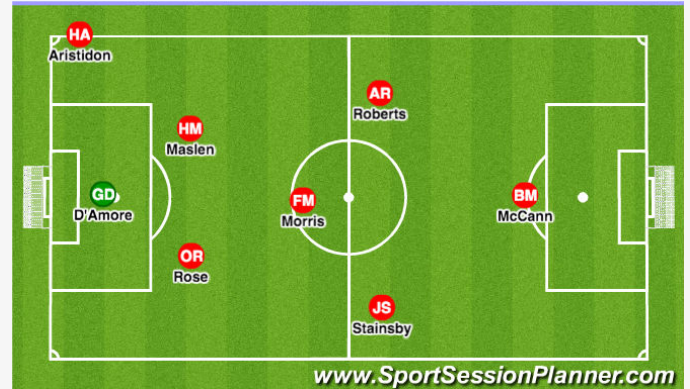 HA
Aristidon
AR
Roberts
HM
Maslen
GD
D'Amore
FM
Morris
BM
McCann
OR
Rose
JS
Stainsby
www.SportSessionPlanner.com